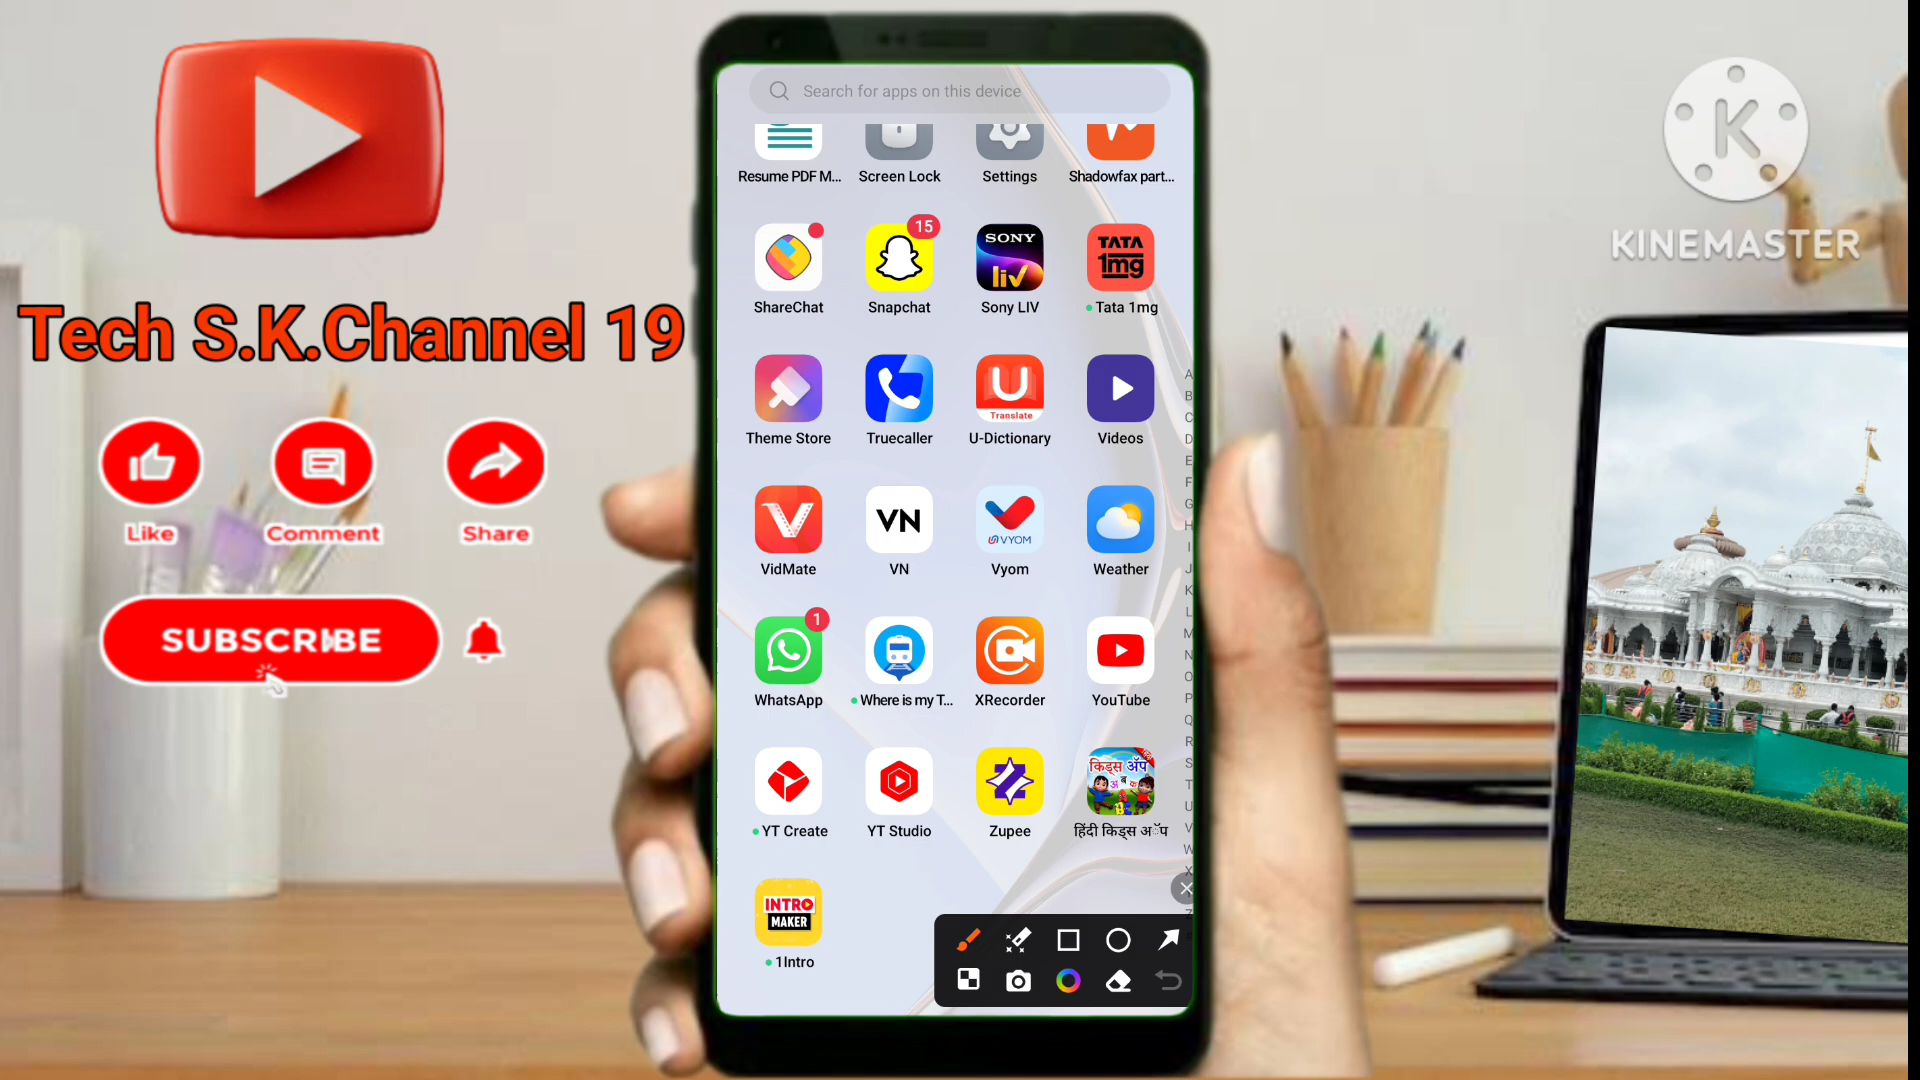 Tech S.K.Channel 19
Like
Comment
Share
SUBSCRIBE
Search for apps on this device
Resume PDF M...
Screen Lock
Settings
Shadowfax part...
15
SONY
liv
TATA
1mg
ShareChat
Snapchat
Sony LIV
Tata 1mg
U
Translate
Theme Store
Truecaller
U-Dictionary
Videos
VN
VYOM
VidMate
VN
Vyom
Weather
1
WhatsApp
Where is my T...
XRecorder
YouTube
किड्स ॲप
YT Create
YT Studio
Zupee
हिंदी किड्स अॅप
INTRO
MAKER
1Intro
A
B
C
D
E
F
G
H
I
J
K
L
M
N
O
P
Q
R
S
T
U
V
W
X
Z
K
KINEMASTER